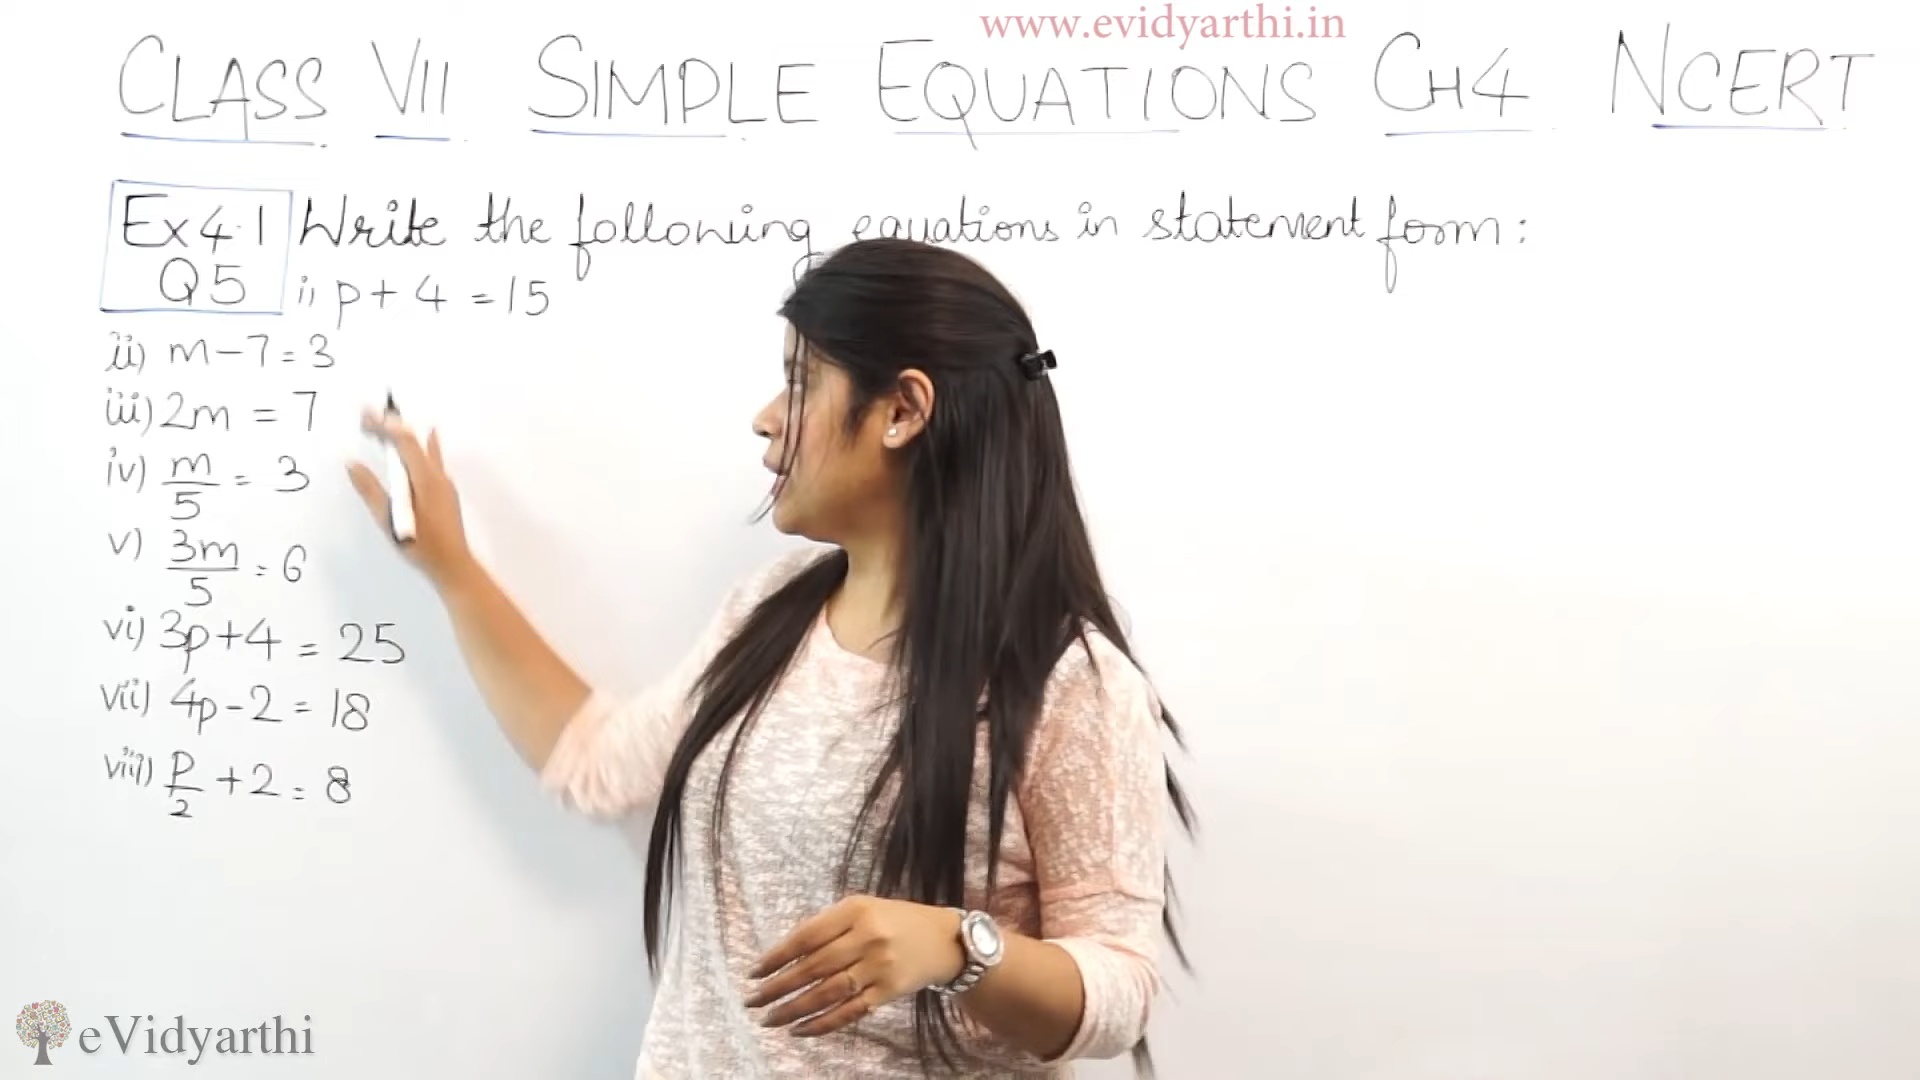 www.evidyarthi.in
CLASS VII SIMPLE EQUATIONS CH4 NCERT
Ex 4.1 Write the following equations in statement form:
Q5 i) p + 4 = 15
ii) m - 7 = 3
iii) 2m = 7
iv) m/5 = 3
v) 3m/5 = 6
vi) 3p + 4 = 25
vii) 4p - 2 = 18
viii) p/2 + 2 = 8
eVidyarthi